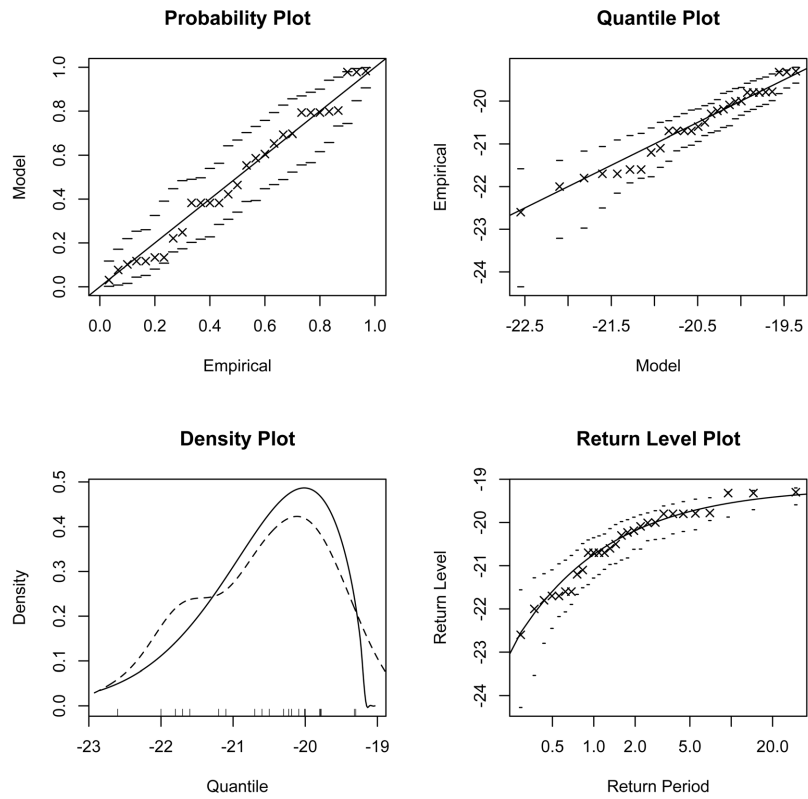 Probability Plot
Model
0.0 0.2 0.4 0.6 0.8 1.0
0.0 0.2 0.4 0.6 0.8 1.0
Empirical
Quantile Plot
Empirical
-24 -23 -22 -21 -20
-22.5 -21.5 -20.5 -19.5
Model
Density Plot
Density
0.0 0.1 0.2 0.3 0.4 0.5
-23 -22 -21 -20 -19
Quantile
Return Level Plot
Return Level
-24 -23 -22 -21 -20 -19
0.5 1.0 2.0 5.0 20.0
Return Period